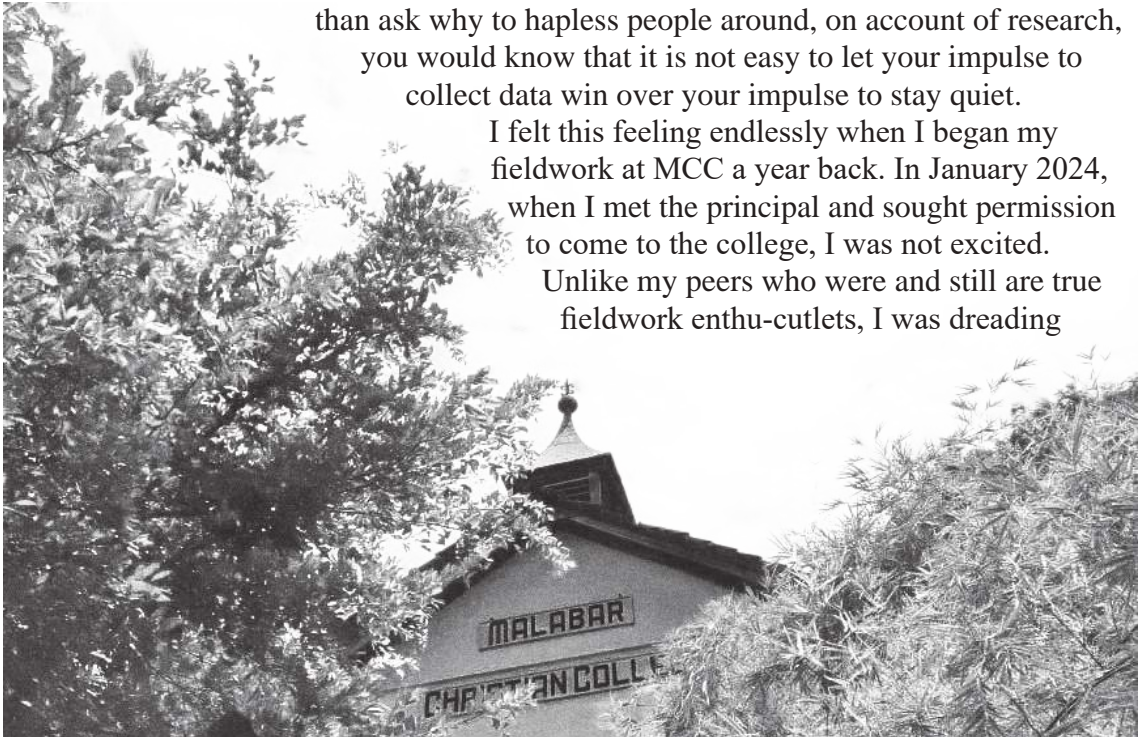 than ask why to hapless people around, on account of research,
you would know that it is not easy to let your impulse to
collect data win over your impulse to stay quiet.
I felt this feeling endlessly when I began my
fieldwork at MCC a year back. In January 2024,
when I met the principal and sought permission
to come to the college, I was not excited.
Unlike my peers who were and still are true
fieldwork enthu-cutlets, I was dreading
MALABAR
CHRISTIAN